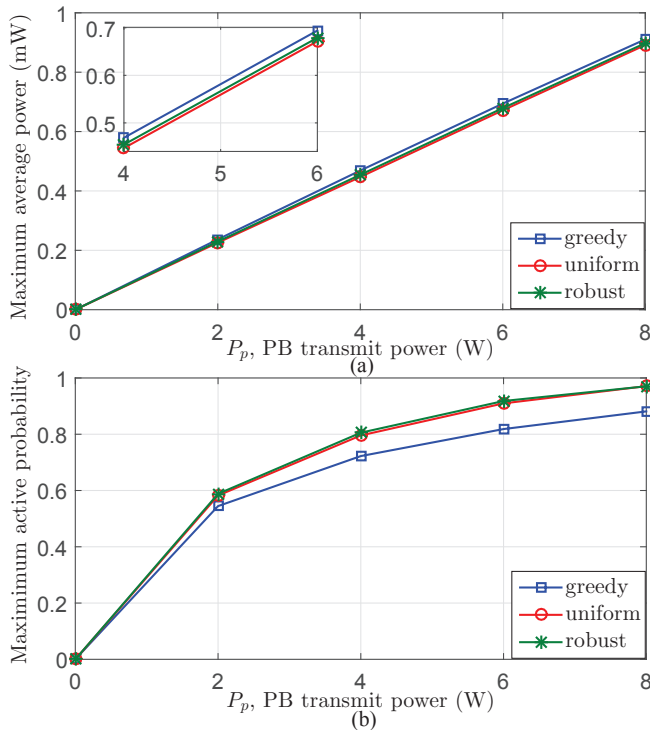 Maximum average power (mW)
1
0.8
0.6
0.4
0.2
0
0.7
0.6
0.5
4 5 6
greedy
uniform
robust
0 2 4 6 8
P_p, PB transmit power (W)
(a)
Maximimum active probability
1
0.8
0.6
0.4
0.2
0
greedy
uniform
robust
0 2 4 6 8
P_p, PB transmit power (W)
(b)